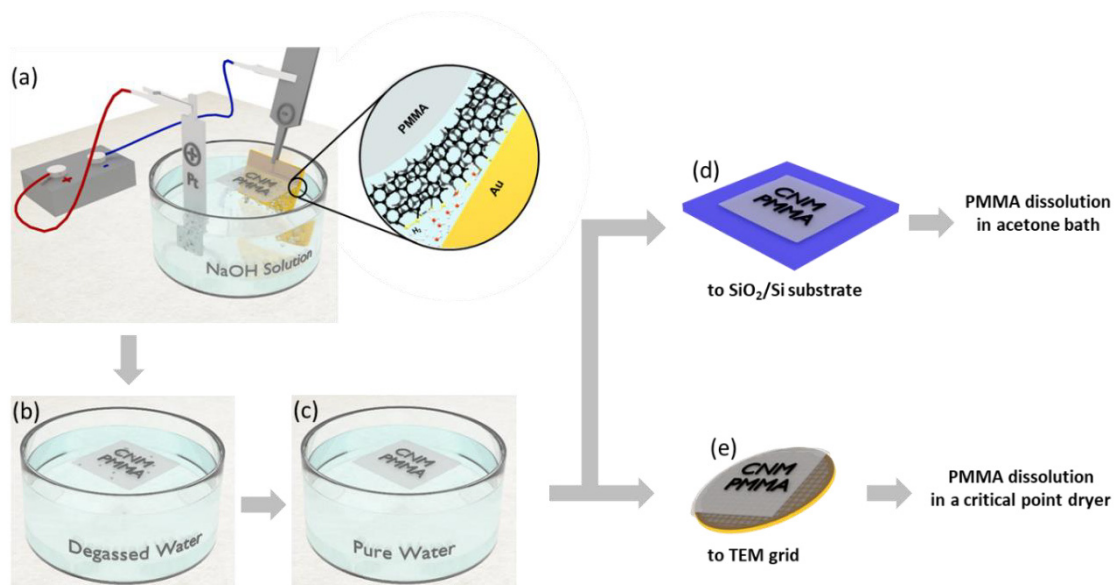 (a)
+
-
Pt
CNM
PMMA
NaOH Solution
PMMA
Au
H₂
(b)
CNM
PMMA
Degassed Water
(c)
CNM
PMMA
Pure Water
(d)
CNM
PMMA
to SiO₂/Si substrate
PMMA dissolution
in acetone bath
(e)
CNM
PMMA
to TEM grid
PMMA dissolution
in a critical point dryer